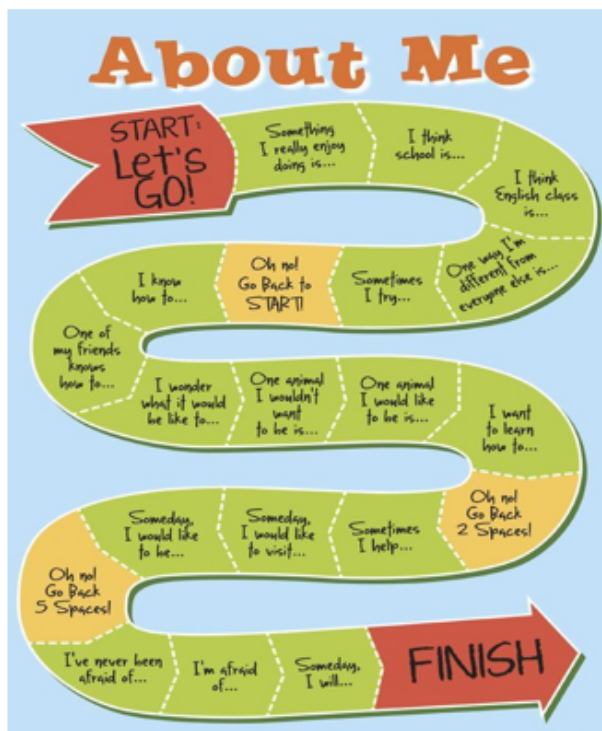 About Me
START:
Let's
GO!
Something
I really enjoy
doing is...
I think
school is...
I think
English class
is...
One way I'm
different from
everyone else is...
Sometimes
I try...
Oh no!
Go Back to
START!
I know
how to...
One of
my friends
knows
how to...
I wonder
what it would
be like to...
One animal
I wouldn't
want
to be is...
One animal
I would like
to be is...
I want
to learn
how to...
Oh no!
Go Back
2 Spaces!
Sometimes
I help...
Someday,
I would like
to visit...
Someday,
I would like
to be...
Oh no!
Go Back
5 Spaces!
I've never been
afraid of...
I'm afraid
of...
Someday,
I will...
FINISH